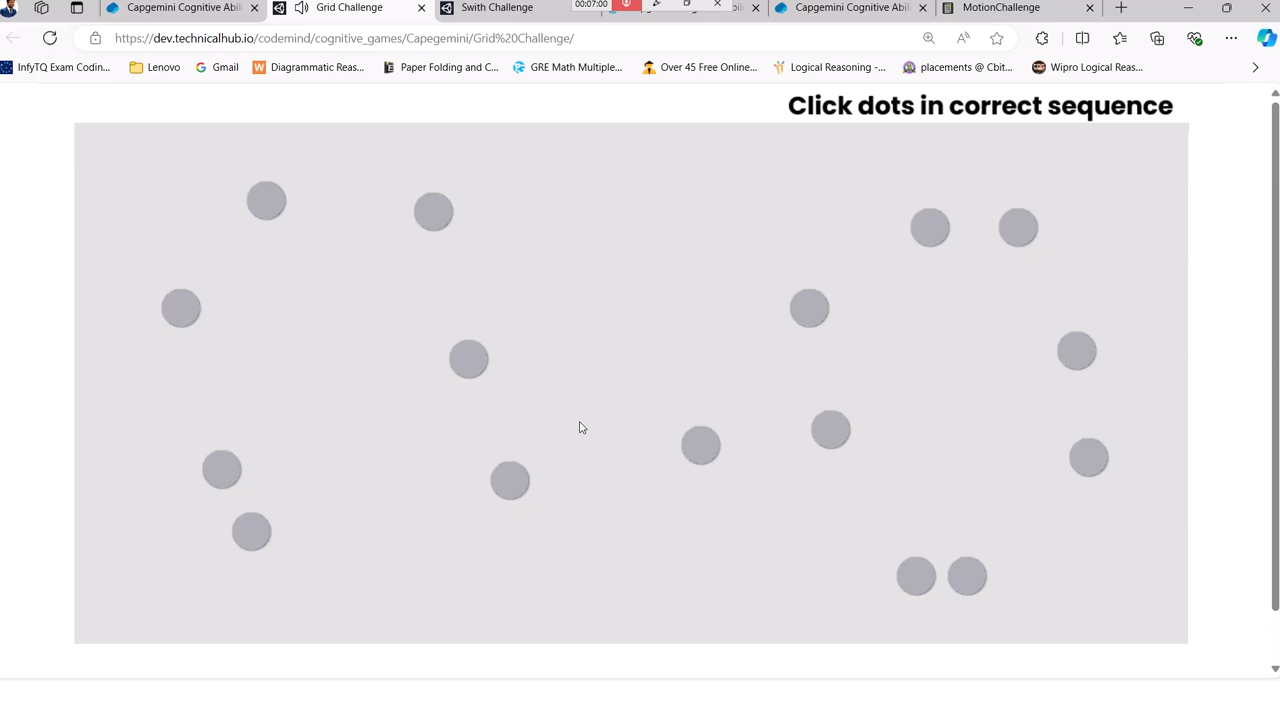 Capgemini Cognitive Abil
Grid Challenge
Swith Challenge
00:07:00
Capgemini Cognitive Abil
MotionChallenge
https://dev.technicalhub.io/codemind/cognitive_games/Capegemini/Grid%20Challenge/
InfyTQ Exam Codin...
Lenovo
Gmail
Diagrammatic Reas...
Paper Folding and C...
GRE Math Multiple...
Over 45 Free Online...
Logical Reasoning -...
placements @ Cbit...
Wipro Logical Reas...
Click dots in correct sequence